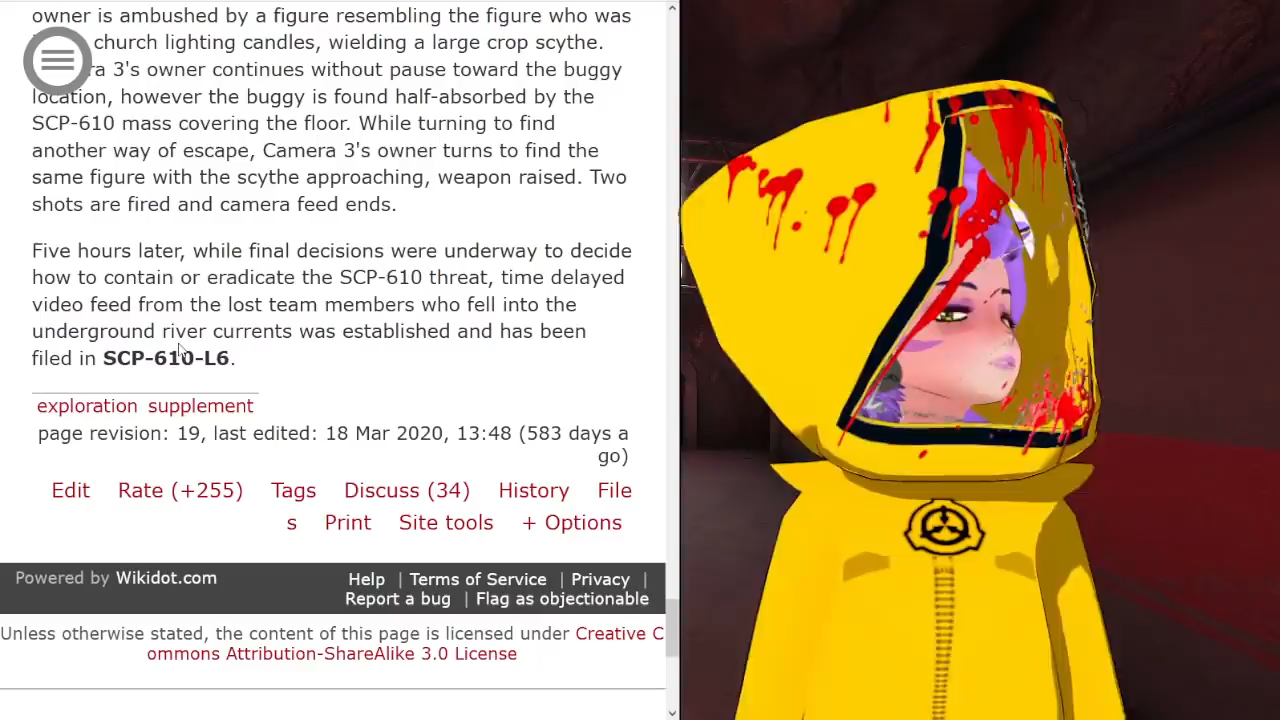 owner is ambushed by a figure resembling the figure who was
church lighting candles, wielding a large crop scythe.
ra 3's owner continues without pause toward the buggy
location, however the buggy is found half-absorbed by the
SCP-610 mass covering the floor. While turning to find
another way of escape, Camera 3's owner turns to find the
same figure with the scythe approaching, weapon raised. Two
shots are fired and camera feed ends.
Five hours later, while final decisions were underway to decide
how to contain or eradicate the SCP-610 threat, time delayed
video feed from the lost team members who fell into the
underground river currents was established and has been
filed in SCP-610-L6.
exploration supplement
page revision: 19, last edited: 18 Mar 2020, 13:48 (583 days a
go)
Edit Rate (+255) Tags Discuss (34) History File
s Print Site tools + Options
Powered by Wikidot.com
Help | Terms of Service | Privacy |
Report a bug | Flag as objectionable
Unless otherwise stated, the content of this page is licensed under Creative C
ommons Attribution-ShareAlike 3.0 License